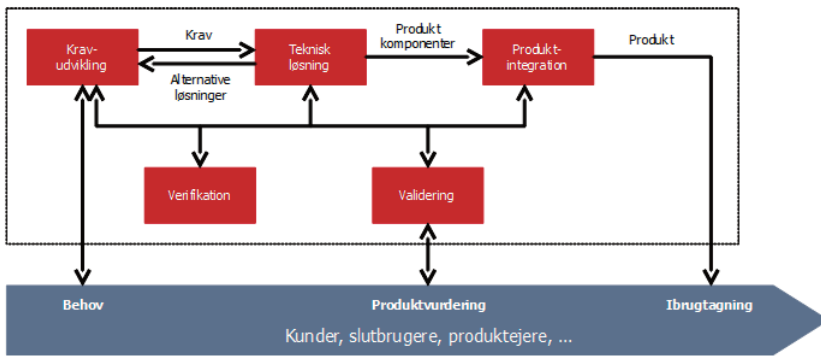 Krav-
udvikling
Krav
Alternative
løsninger
Teknisk
løsning
Produkt
komponenter
Produkt-
integration
Produkt
Verifikation
Validering
Behov
Produktvurdering
Ibrugtagning
Kunder, slutbrugere, produktejere, ...